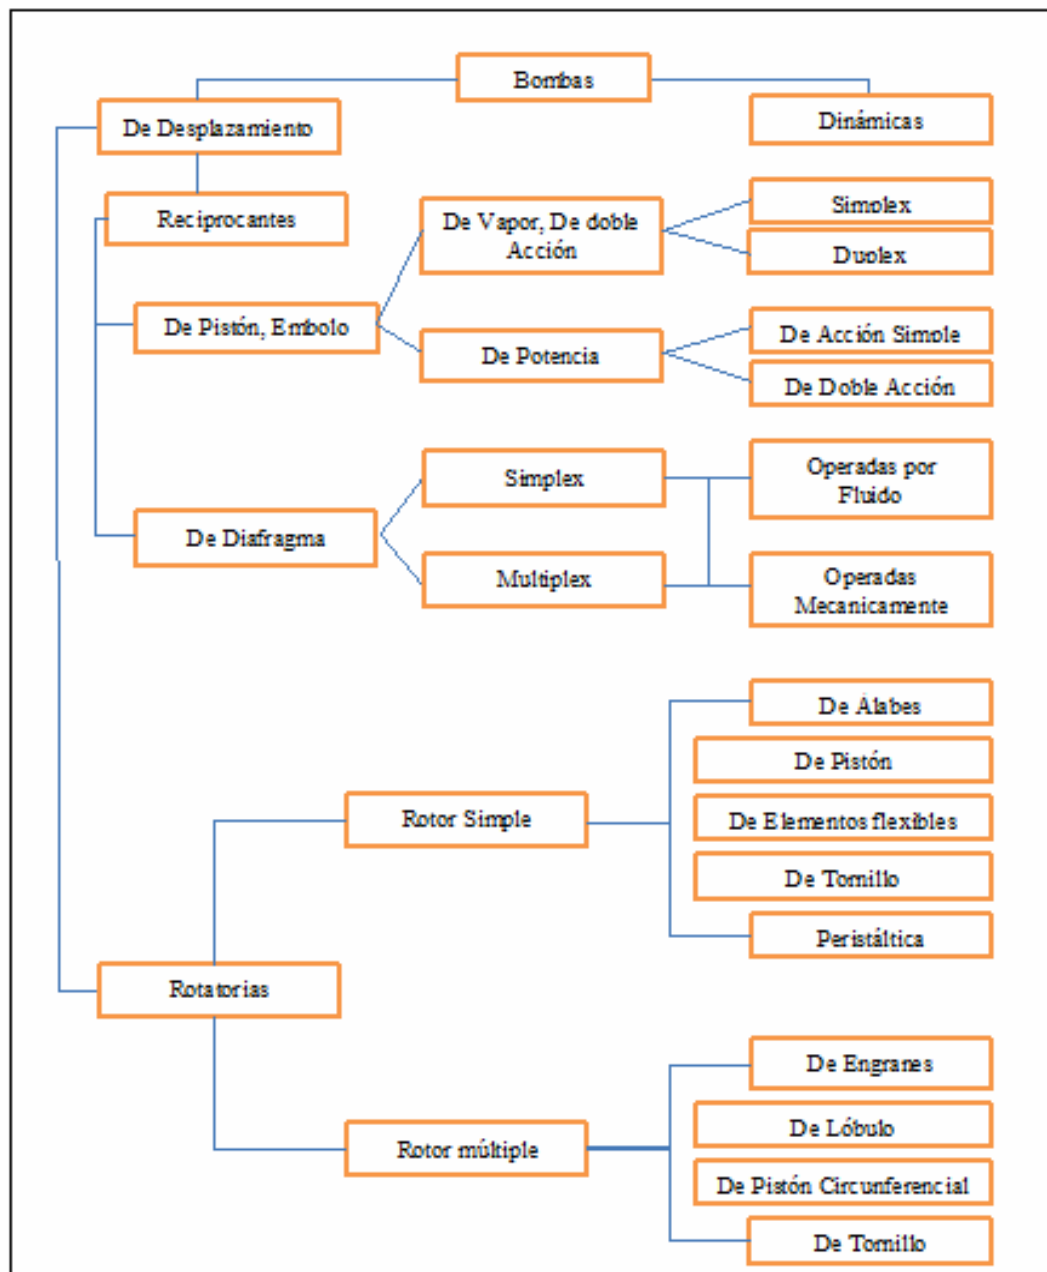 Bombas
De Desplazamiento
Dinámicas
Reciprocantes
De Vapor, De doble
Acción
Simplex
Duplex
De Pistón, Embolo
De Potencia
De Acción Simple
De Doble Acción
De Diafragma
Simplex
Multiplex
Operadas por
Fluido
Operadas
Mecanicamente
Rotatorias
Rotor Simple
De Álabes
De Pistón
De Elementos flexibles
De Tornillo
Peristáltica
Rotor múltiple
De Engranes
De Lóbulo
De Pistón Circunferencial
De Tornillo